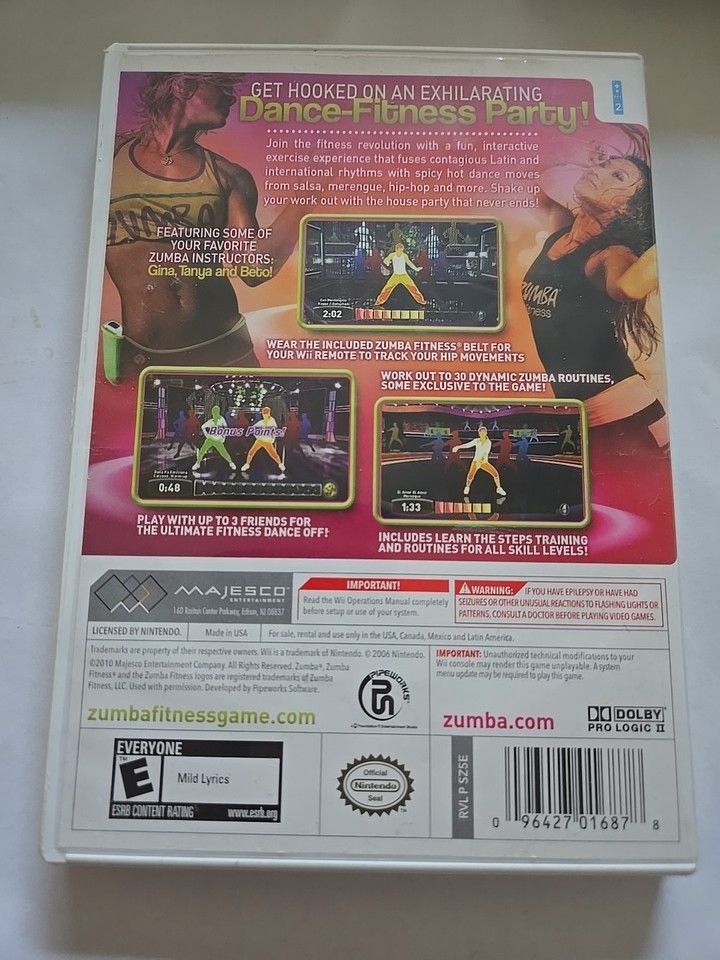 GET HOOKED ON AN EXHILARATING
Dance-Fitness Party!
2
Join the fitness revolution with a fun, interactive
exercise experience that fuses contagious Latin and
international rhythms with spicy hot dance moves
from salsa, merengue, hip-hop and more. Shake up
your work out with the house party that never ends!
ZUMBA
FEATURING SOME OF
YOUR FAVORITE
ZUMBA INSTRUCTORS:
Gina, Tanya and Beto!
ZUMBA
fitness
2:02
WEAR THE INCLUDED ZUMBA FITNESS® BELT FOR
YOUR Wii REMOTE TO TRACK YOUR HIP MOVEMENTS
WORK OUT TO 30 DYNAMIC ZUMBA ROUTINES,
SOME EXCLUSIVE TO THE GAME!
Bonus Points!
0:48
1:33
PLAY WITH UP TO 3 FRIENDS FOR
THE ULTIMATE FITNESS DANCE OFF!
INCLUDES LEARN THE STEPS TRAINING
AND ROUTINES FOR ALL SKILL LEVELS!
MAJESCO™
ENTERTAINMENT
160 Raritan Center Parkway, Edison, NJ 08837
IMPORTANT!
Read the Wii Operations Manual completely
before setup or use of your system.
WARNING: IF YOU HAVE EPILEPSY OR HAVE HAD
SEIZURES OR OTHER UNUSUAL REACTIONS TO FLASHING LIGHTS OR
PATTERNS, CONSULT A DOCTOR BEFORE PLAYING VIDEO GAMES.
LICENSED BY NINTENDO.
Made in USA
For sale, rental and use only in the USA, Canada, Mexico and Latin America.
Trademarks are property of their respective owners. Wii is a trademark of Nintendo. © 2006 Nintendo.
©2010 Majesco Entertainment Company. All Rights Reserved. Zumba®, Zumba
Fitness® and the Zumba Fitness logos are registered trademarks of Zumba
Fitness, LLC. Used with permission. Developed by Pipeworks Software.
IMPORTANT: Unauthorized technical modifications to your
Wii console may render this game unplayable. A system
menu update may be required to play this game.
PIPEWORKS
zumbafitnessgame.com
zumba.com
DOLBY
PRO LOGIC II
EVERYONE
E
™
Mild Lyrics
ESRB CONTENT RATING
www.esrb.org
Official
Nintendo
Seal
RVL P SZ5E
0 96427 01687 8